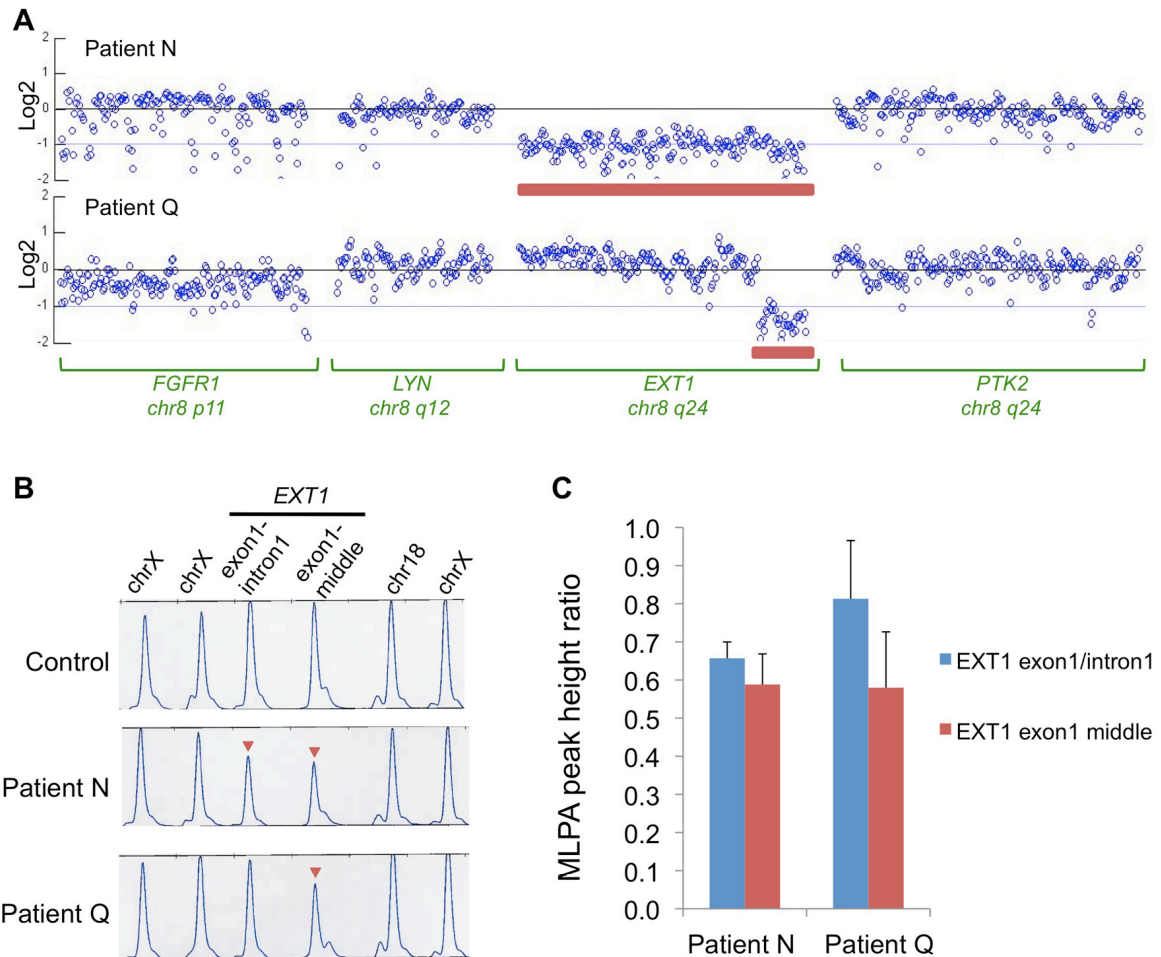 A
Patient N
Log2
2
1
0
-1
-2
Patient Q
Log2
2
1
0
-1
-2
FGFR1
chr8 p11
LYN
chr8 q12
EXT1
chr8 q24
PTK2
chr8 q24
B
EXT1
chrX
chrX
exon1-
intron1
exon1-
middle
chr18
chrX
Control
Patient N
Patient Q
C
MLPA peak height ratio
1.0
0.9
0.8
0.7
0.6
0.5
0.4
0.3
0.2
0.1
0.0
Patient N
Patient Q
EXT1 exon1/intron1
EXT1 exon1 middle